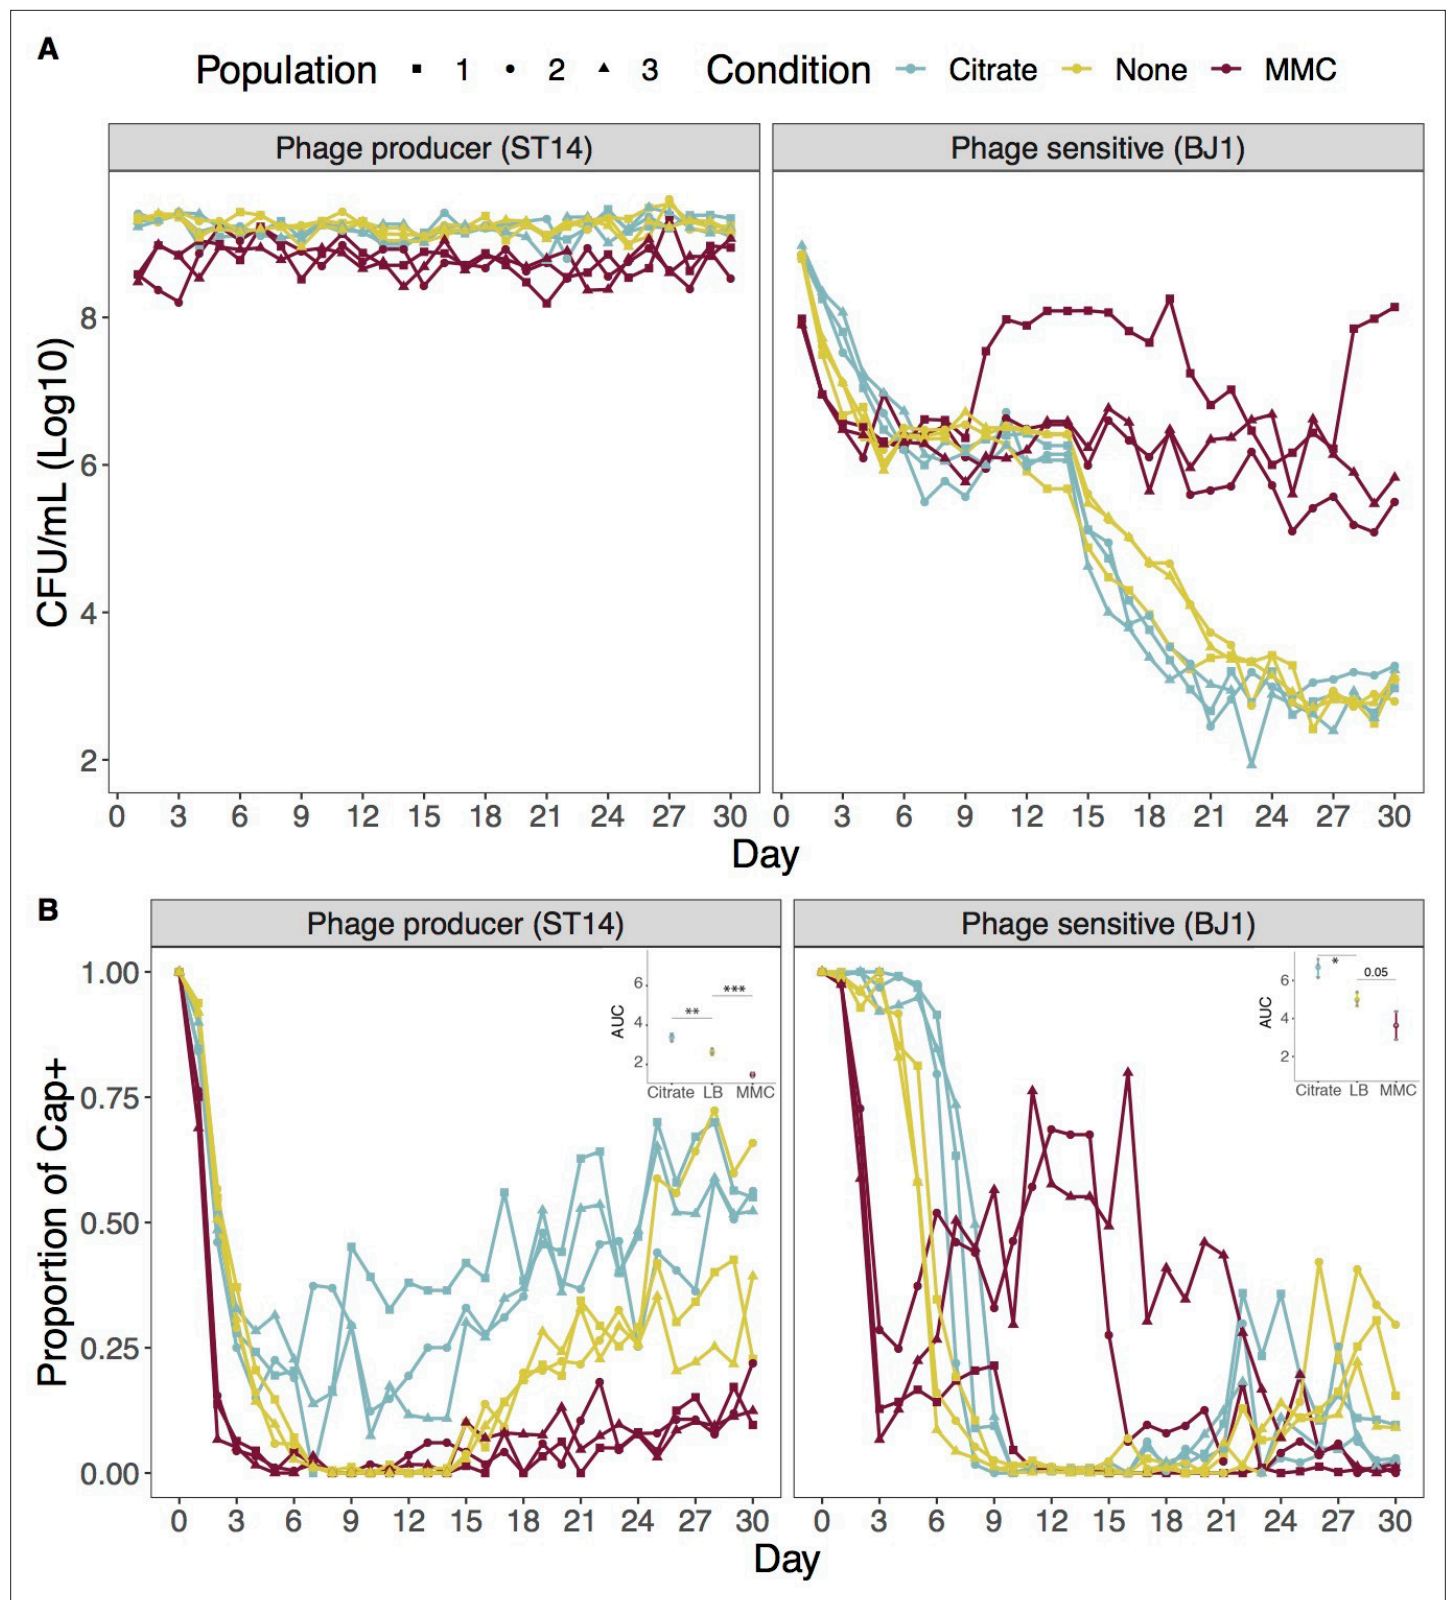 A
Population 1 2 3 Condition Citrate None MMC
Phage producer (ST14) Phage sensitive (BJ1)
CFU/mL (Log10)
8
6
4
2
0 3 6 9 12 15 18 21 24 27 30 0 3 6 9 12 15 18 21 24 27 30
Day
B
Phage producer (ST14) Phage sensitive (BJ1)
Proportion of Cap+
1.00
0.75
0.50
0.25
0.00
AUC
6
4
2
** ***
Citrate LB MMC
AUC
6
4
2
* 0.05
Citrate LB MMC
0 3 6 9 12 15 18 21 24 27 30 0 3 6 9 12 15 18 21 24 27 30
Day